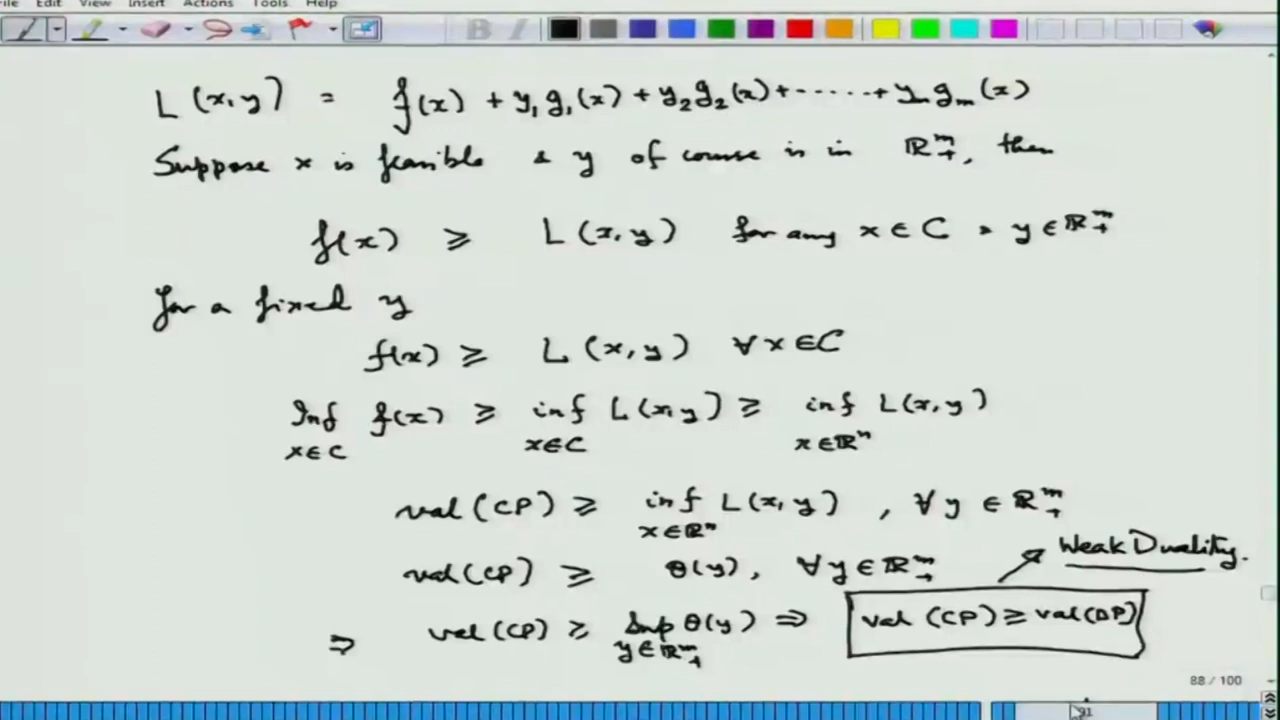 File Edit View Insert Actions Tools Help
L(x,y) = f(x) + y₁g₁(x) + y₂g₂(x) + ...... + yₘgₘ(x)
Suppose x is feasible & y of course is in ℝ₊ᵐ, then
f(x) ≥ L(x,y) for any x ∈ C & y ∈ ℝ₊ᵐ
for a fixed y
f(x) ≥ L(x,y) ∀ x ∈ C
Inf f(x) ≥ inf L(x,y) ≥ inf L(x,y)
x∈C x∈C x∈ℝⁿ
val(CP) ≥ inf L(x,y), ∀ y ∈ ℝ₊ᵐ
x∈ℝⁿ
Weak Duality.
val(CP) ≥ θ(y), ∀ y ∈ ℝ₊ᵐ
⇒ val(CP) ≥ Sup θ(y) ⇒ val(CP) ≥ val(DP)
y∈ℝ₊ᵐ
88 / 100
91